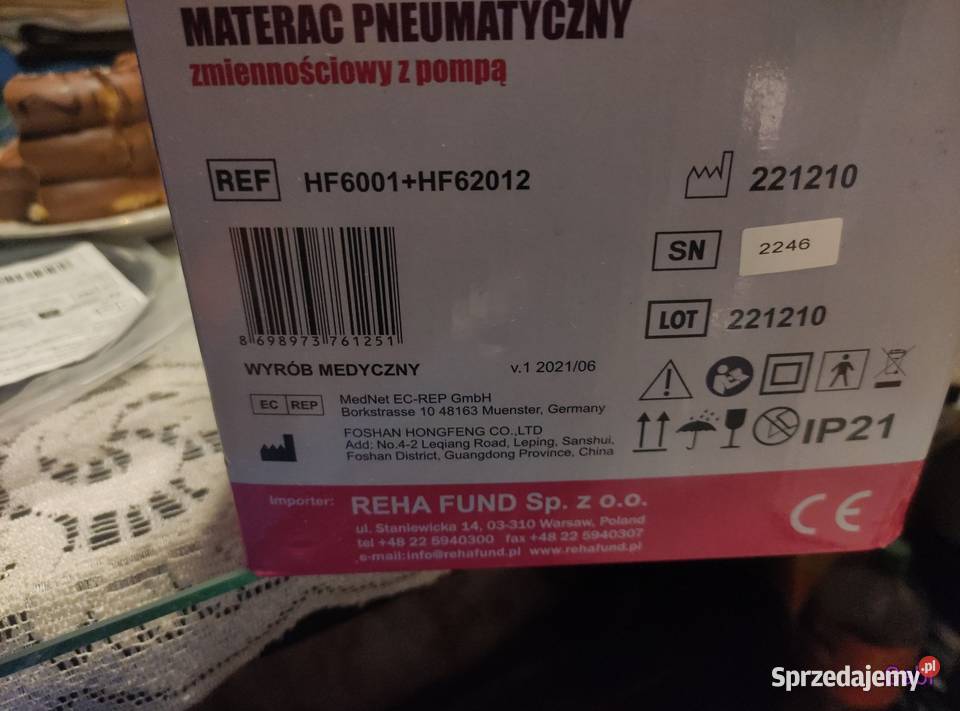 MATERAC PNEUMATYCZNY
zmiennościowy z pompą
REF HF6001+HF62012
221210
SN 2246
LOT 221210
8 698973 761251
WYRÓB MEDYCZNY v.1 2021/06
EC REP MedNet EC-REP GmbH
Borkstrasse 10 48163 Muenster, Germany
FOSHAN HONGFENG CO.,LTD
Add: No.4-2 Leqiang Road, Leping, Sanshui,
Foshan District, Guangdong Province, China
IP21
Importer: REHA FUND Sp. z o.o.
ul. Staniewicka 14, 03-310 Warsaw, Poland
tel +48 22 5940300 fax +48 22 5940307
e-mail:info@rehafund.pl www.rehafund.pl
CE
Sprzedajemy.pl